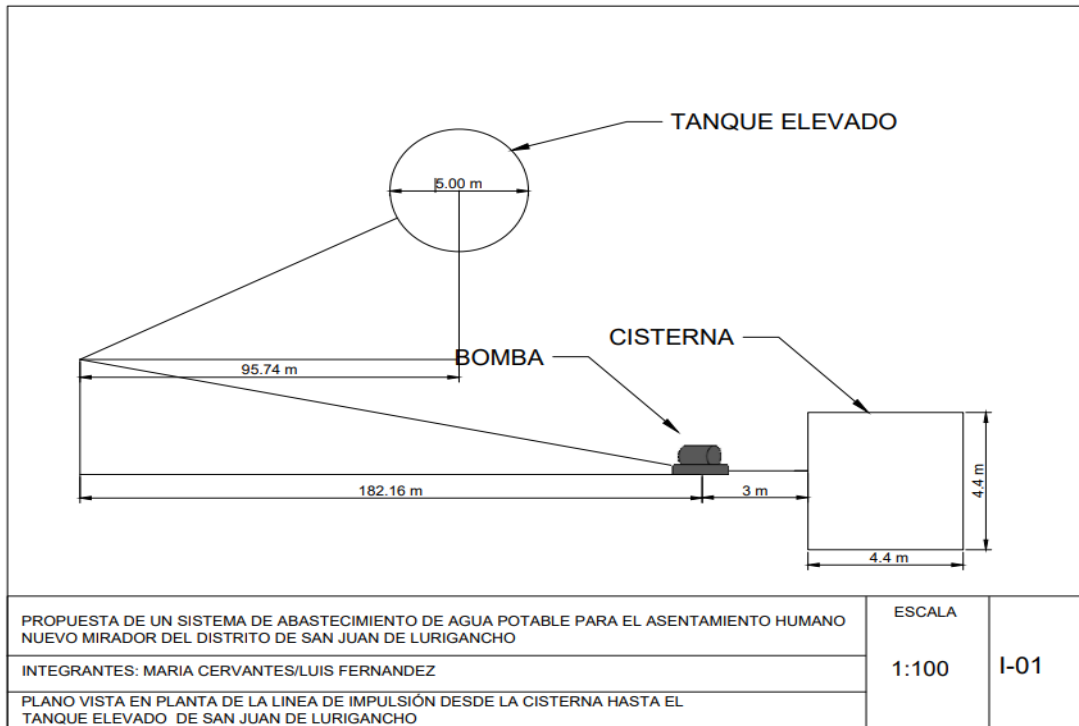 TANQUE ELEVADO
5.00 m
CISTERNA
BOMBA
95.74 m
182.16 m
3 m
4.4 m
4.4 m
PROPUESTA DE UN SISTEMA DE ABASTECIMIENTO DE AGUA POTABLE PARA EL ASENTAMIENTO HUMANO
NUEVO MIRADOR DEL DISTRITO DE SAN JUAN DE LURIGANCHO
INTEGRANTES: MARIA CERVANTES/LUIS FERNANDEZ
PLANO VISTA EN PLANTA DE LA LINEA DE IMPULSIÓN DESDE LA CISTERNA HASTA EL
TANQUE ELEVADO DE SAN JUAN DE LURIGANCHO
ESCALA
1:100
I-01